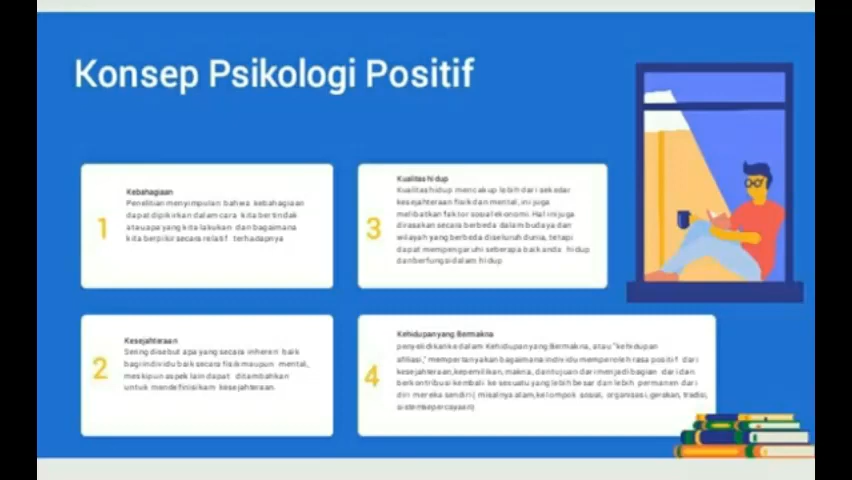 Konsep Psikologi Positif
1
Kebahagiaan
Penelitian menyimpulan bahwa kebahagiaan
dapat dipikirkan dalam cara kita bertindak
atau apa yang kita lakukan dan bagaimana
kita berpikir secara relatif terhadapnya
2
Kesejahteraan
Sering disebut apa yang secara inheren baik
bagi individu baik secara fisik maupun mental,
meskipun aspek lain dapat ditambahkan
untuk mendefinisikam kesejahteraan.
3
Kualitas hidup
Kualitas hidup mencakup lebih dari sekedar
kesejahteraan fisik dan mental, ini juga
melibatkan faktor sosial ekonomi. Hal ini juga
dirasakan secara berbeda dalam budaya dan
wilayah yang berbeda diseluruh dunia, tetapi
dapat mempengaruhi seberapa baik anda hidup
dan berfungsi dalam hidup
4
Kehidupan yang Bermakna
penyelidikan ke dalam Kehidupan yang Bermakna, atau "kehidupan
afiliasi," mempertanyakan bagaimana individu memperoleh rasa positif dari
kesejahteraan, kepemilikan, makna, dan tujuan dari menjadi bagian dari dan
berkontribusi kembali ke sesuatu yang lebih besar dan lebih permanen dari
diri mereka sendiri ( misalnya alam, kelompok sosial, organisasi, gerakan, tradisi,
sistem kepercayaan)